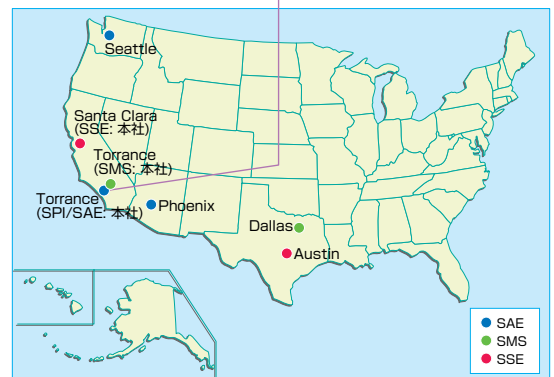 Seattle
Santa Clara
(SSE: 本社)
Torrance
(SMS: 本社)
Torrance
(SPI/SAE: 本社)
Phoenix
Dallas
Austin
SAE
SMS
SSE